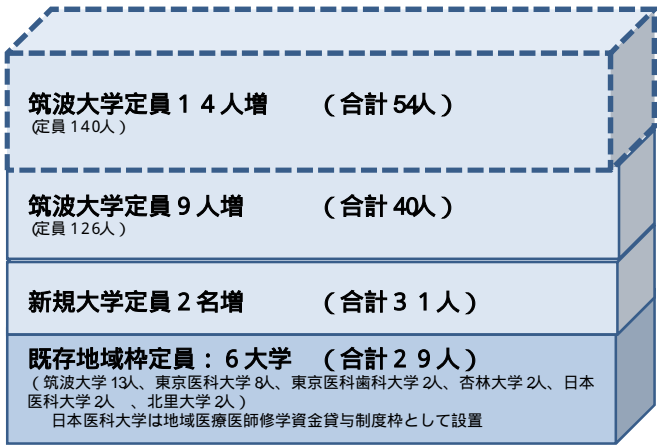 筑波大学定員14人増 (合計54人)
(定員140人)
筑波大学定員9人増 (合計40人)
(定員126人)
新規大学定員2名増 (合計31人)
既存地域枠定員:6大学 (合計29人)
(筑波大学13人、東京医科大学8人、東京医科歯科大学2人、杏林大学2人、日本
医科大学2人 、北里大学2人)
日本医科大学は地域医療医師修学資金貸与制度枠として設置